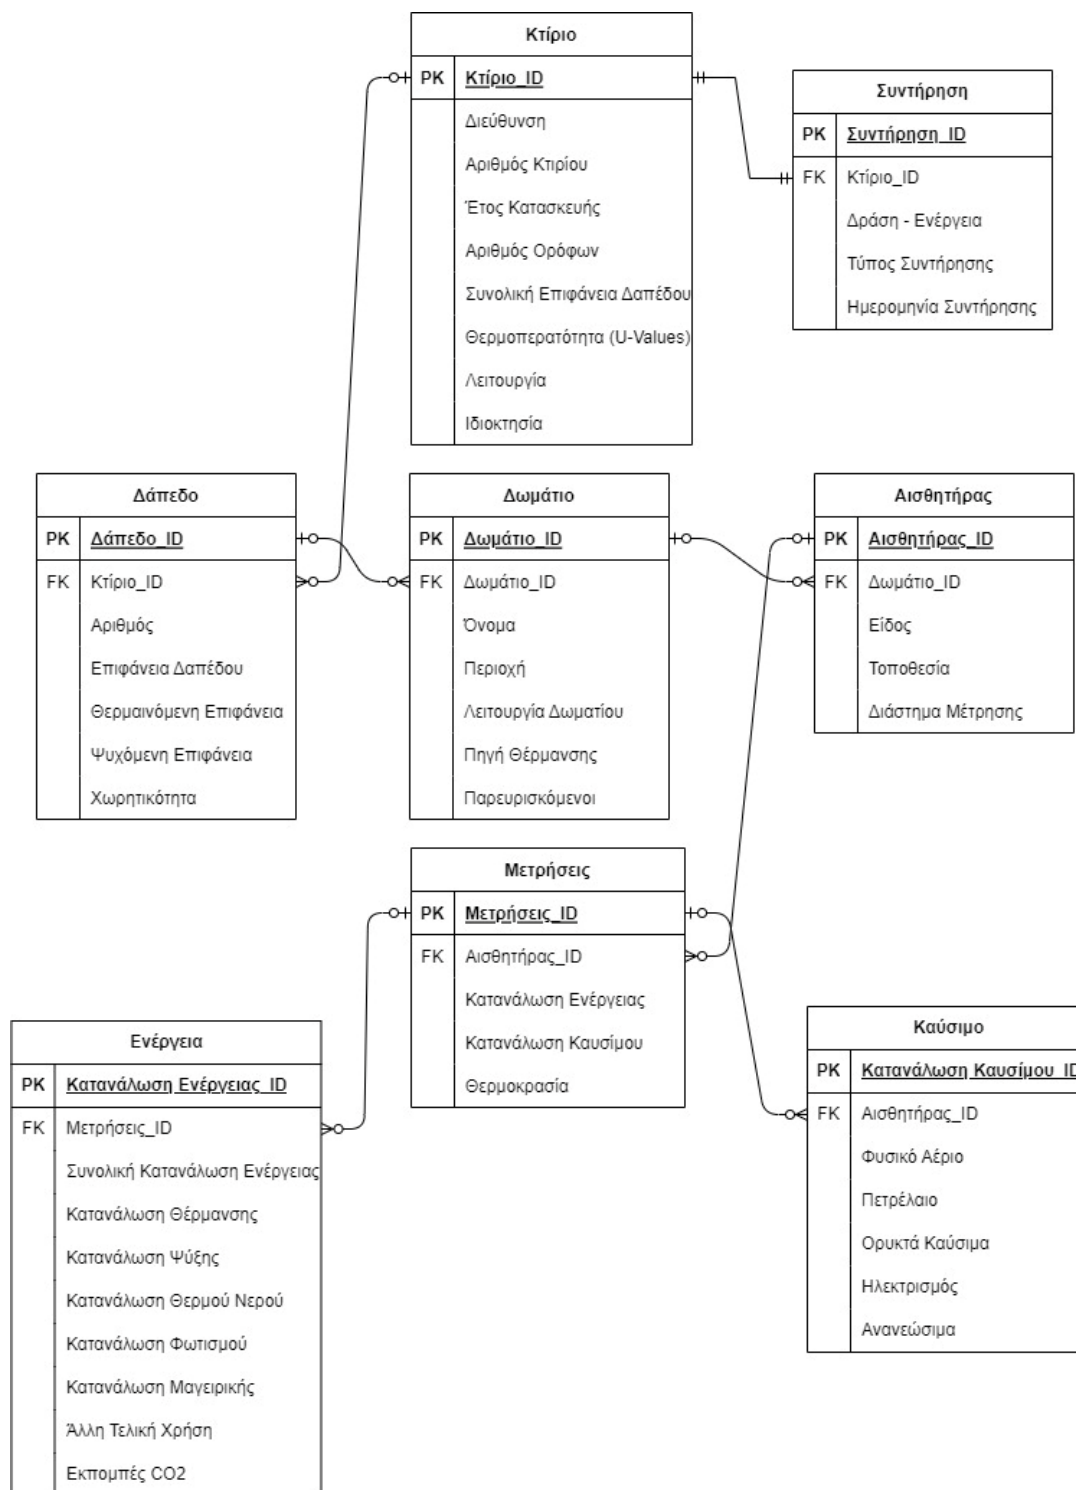 Κτίριο
PK Κτίριο_ID
Διεύθυνση
Αριθμός Κτιρίου
Έτος Κατασκευής
Αριθμός Ορόφων
Συνολική Επιφάνεια Δαπέδου
Θερμοπερατότητα (U-Values)
Λειτουργία
Ιδιοκτησία
Συντήρηση
PK Συντήρηση_ID
FK Κτίριο_ID
Δράση - Ενέργεια
Τύπος Συντήρησης
Ημερομηνία Συντήρησης
Δάπεδο
PK Δάπεδο_ID
FK Κτίριο_ID
Αριθμός
Επιφάνεια Δαπέδου
Θερμαινόμενη Επιφάνεια
Ψυχόμενη Επιφάνεια
Χωρητικότητα
Δωμάτιο
PK Δωμάτιο_ID
FK Δωμάτιο_ID
Όνομα
Περιοχή
Λειτουργία Δωματίου
Πηγή Θέρμανσης
Παρευρισκόμενοι
Αισθητήρας
PK Αισθητήρας_ID
FK Δωμάτιο_ID
Είδος
Τοποθεσία
Διάστημα Μέτρησης
Μετρήσεις
PK Μετρήσεις_ID
FK Αισθητήρας_ID
Κατανάλωση Ενέργειας
Κατανάλωση Καυσίμου
Θερμοκρασία
Ενέργεια
PK Κατανάλωση Ενέργειας_ID
FK Μετρήσεις_ID
Συνολική Κατανάλωση Ενέργειας
Κατανάλωση Θέρμανσης
Κατανάλωση Ψύξης
Κατανάλωση Θερμού Νερού
Κατανάλωση Φωτισμού
Κατανάλωση Μαγειρικής
Άλλη Τελική Χρήση
Εκπομπές CO2
Καύσιμο
PK Κατανάλωση Καυσίμου_ID
FK Αισθητήρας_ID
Φυσικό Αέριο
Πετρέλαιο
Ορυκτά Καύσιμα
Ηλεκτρισμός
Ανανεώσιμα